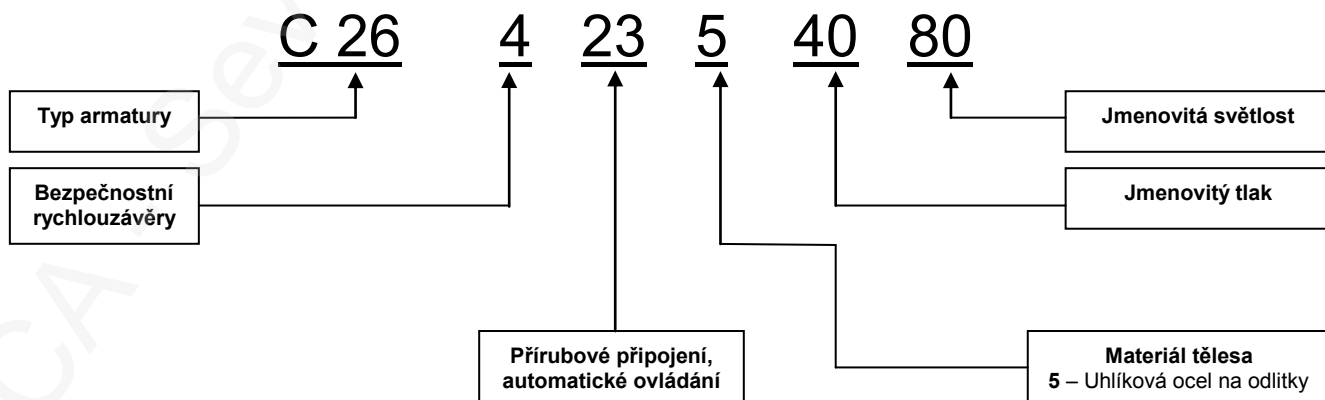 C 26 4 23 5 40 80
Typ armatury
Jmenovitá světlost
Bezpečnostní
rychlouzávěry
Jmenovitý tlak
Přírubové připojení,
automatické ovládání
Materiál tělesa
5 – Uhlíková ocel na odlitky